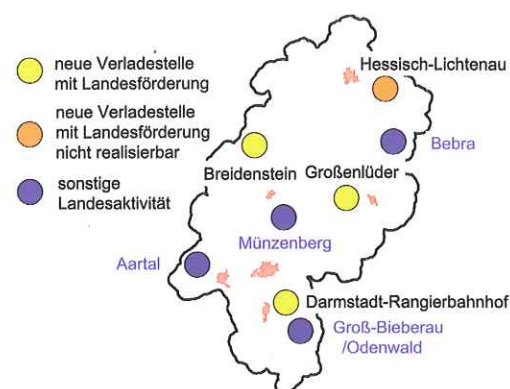 neue Verladestelle
mit Landesförderung
neue Verladestelle
mit Landesförderung
nicht realisierbar
sonstige
Landesaktivität
Hessisch-Lichtenau
Bebra
Breidenstein
Großenlüder
Münzenberg
Aartal
Darmstadt-Rangierbahnhof
Groß-Bieberau
/Odenwald